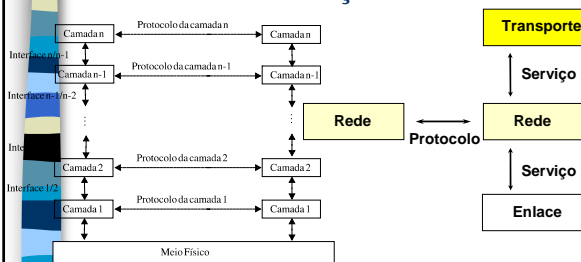 Camada n
Protocolo da camada n
Camada n
Interface n/n-1
Camada n-1
Protocolo da camada n-1
Camada n-1
Interface n-1/n-2
Camada 2
Protocolo da camada 2
Camada 2
Interface 1/2
Camada 1
Protocolo da camada 1
Camada 1
Meio Físico
Transporte
Serviço
Rede
Protocolo
Rede
Serviço
Enlace